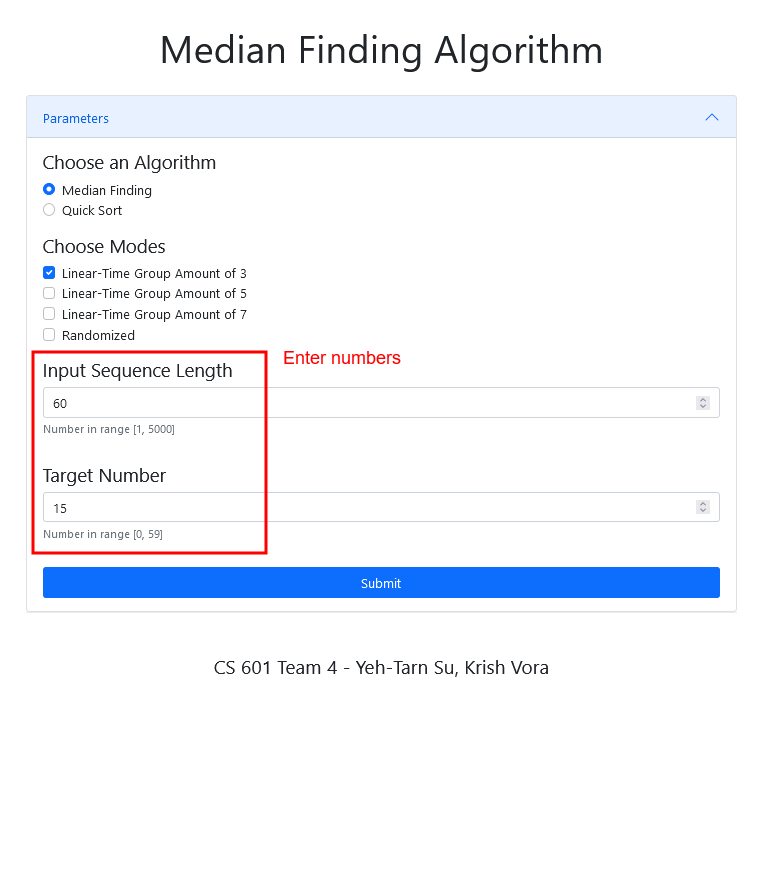 Median Finding Algorithm
Parameters
Choose an Algorithm
Median Finding
Quick Sort
Choose Modes
Linear-Time Group Amount of 3
Linear-Time Group Amount of 5
Linear-Time Group Amount of 7
Randomized
Enter numbers
Input Sequence Length
60
Number in range [1, 5000]
Target Number
15
Number in range [0, 59]
Submit
CS 601 Team 4 - Yeh-Tarn Su, Krish Vora